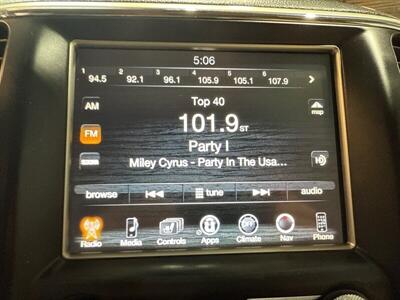 5:06
1 94.5 2 92.1 3 96.1 4 105.9 5 105.1 6 107.9
AM
Top 40
map
101.9 ST
FM
Party I
Miley Cyrus - Party In The Usa...
browse tune audio
Radio Media Controls Apps Climate Nav Phone
OFF